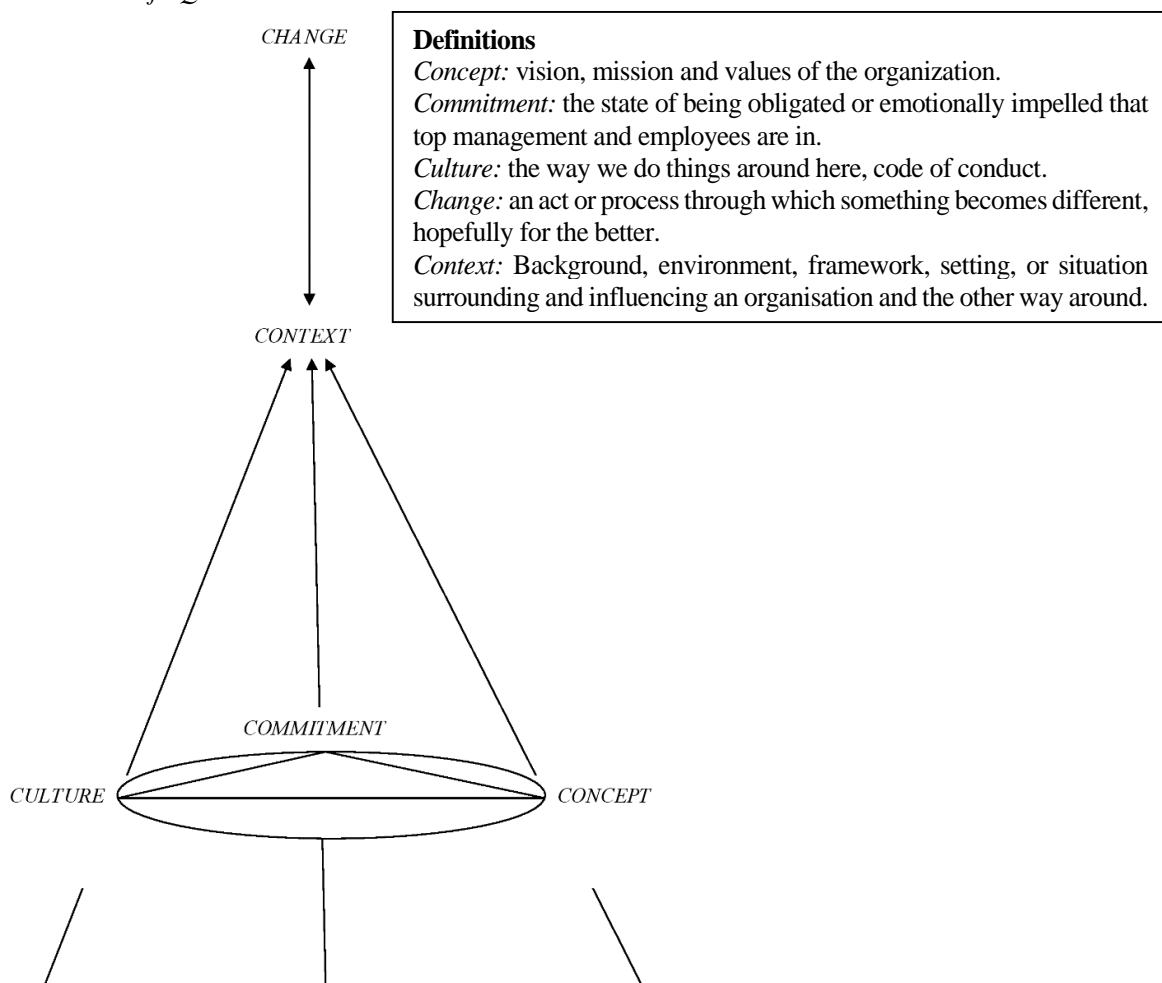 CHANGE
Definitions
Concept: vision, mission and values of the organization.
Commitment: the state of being obligated or emotionally impelled that
top management and employees are in.
Culture: the way we do things around here, code of conduct.
Change: an act or process through which something becomes different,
hopefully for the better.
Context: Background, environment, framework, setting, or situation
surrounding and influencing an organisation and the other way around.
CONTEXT
COMMITMENT
CULTURE
CONCEPT